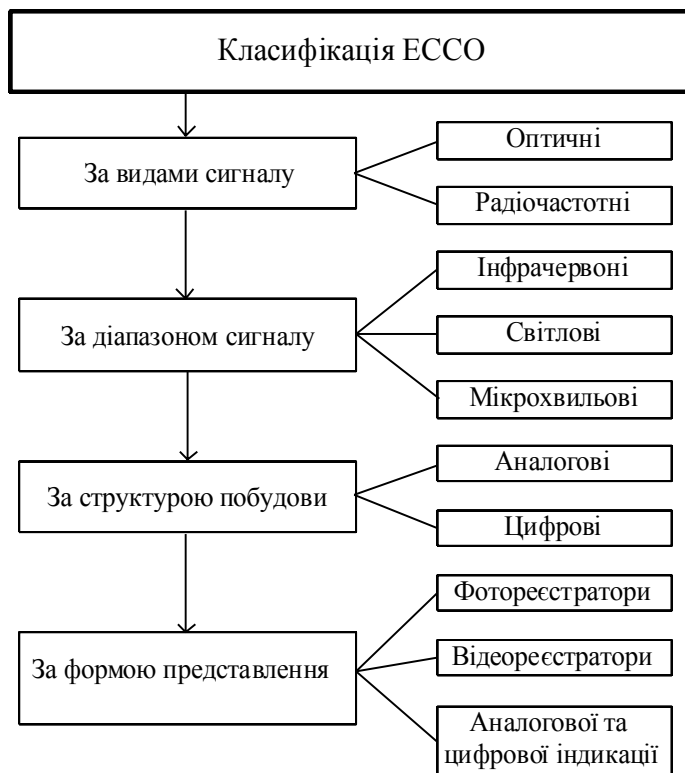 Класифікація ЕССО
За видами сигналу
Оптичні
Радіочастотні
За діапазоном сигналу
Інфрачервоні
Світлові
Мікрохвильові
За структурою побудови
Аналогові
Цифрові
За формою представлення
Фотореєстратори
Відеореєстратори
Аналогової та
цифрової індикації